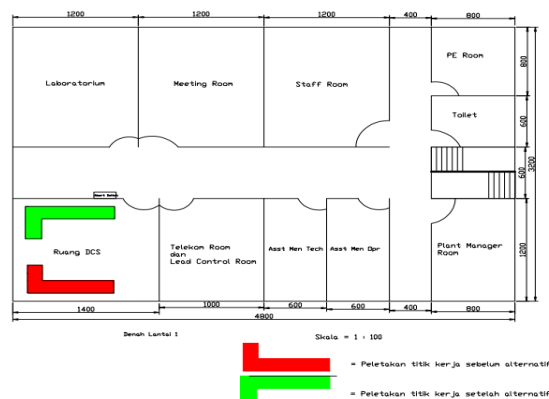 1200 1200 1200 400 800
Laboratorium
Meeting Room
Staff Room
PE Room
800
Toilet
600
600
3200
Ruang DCS
Telekom Room
dan
Lead Control Room
Asst Men Tech
Asst Men Opr
Plant Manager
Room
1200
1400 1000 600 600 400 800
4800
Denah Lantai 1
Skala = 1 : 100
= Peletakan titik kerja sebelum alternatif
= Peletakan titik kerja setelah alternatif